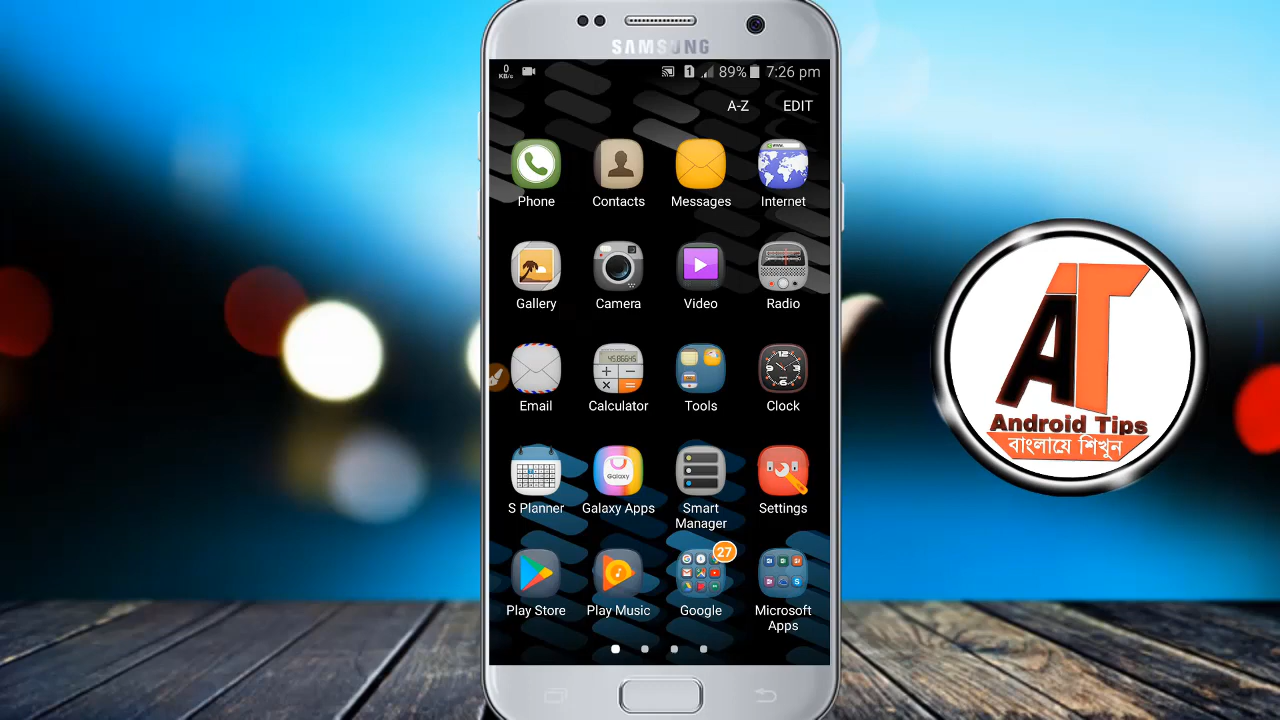 SAMSUNG
0
KB/s
1
89%
7:26 pm
A-Z
EDIT
Phone
Contacts
Messages
Internet
Gallery
Camera
Video
Radio
45.86645
Email
Calculator
Tools
Clock
Galaxy
S Planner
Galaxy Apps
Smart
Manager
Settings
27
Play Store
Play Music
Google
Microsoft
Apps
AT
Android Tips
বাংলাযে শিখুন